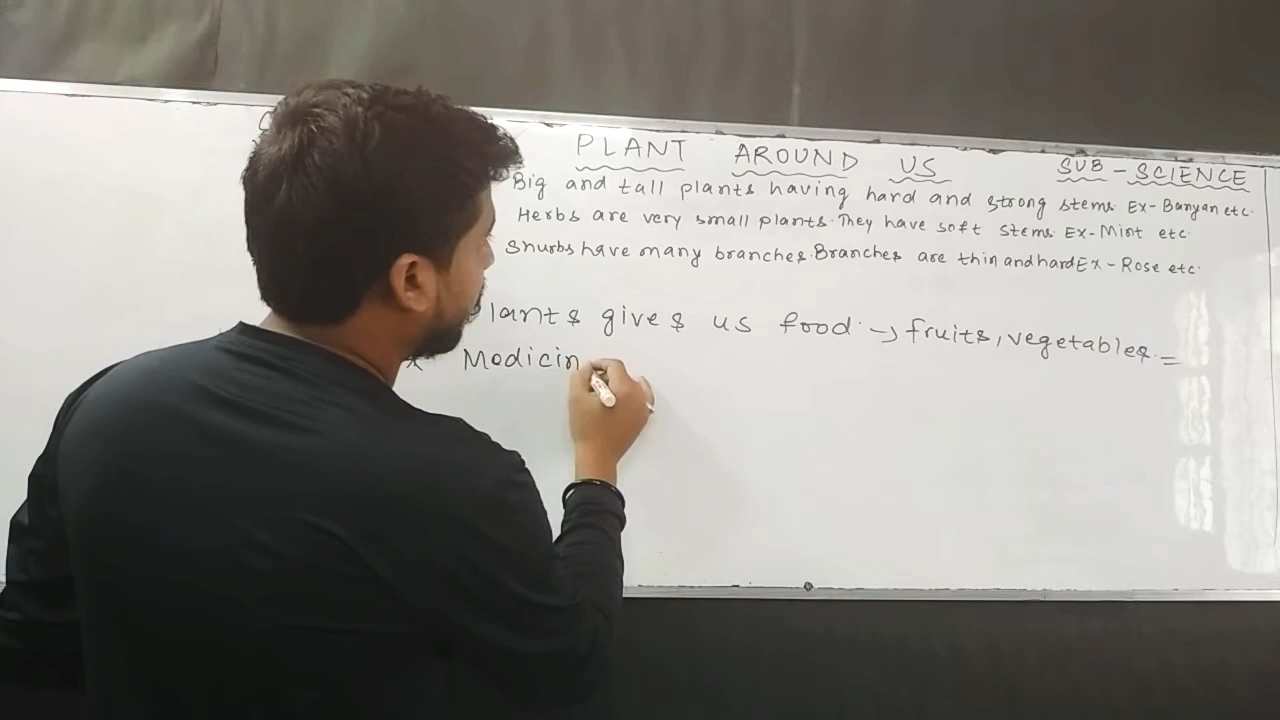 PLANT AROUND US SUB-SCIENCE
Big and tall plants having hard and strong stems. Ex-Banyan etc.
Herbs are very small plants. They have soft stems. Ex-Mint etc.
Shurbs have many branches. Branches are thin and hard Ex-Rose etc.
Plants gives us food. → fruits, vegetables. =
* Medicin